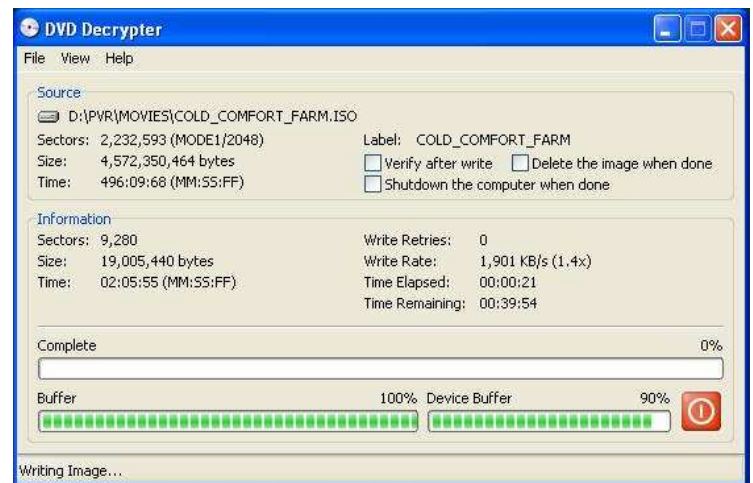 DVD Decrypter
File View Help
Source
D:\PVR\MOVIES\COLD_COMFORT_FARM.ISO
Sectors: 2,232,593 (MODE1/2048) Label: COLD_COMFORT_FARM
Size: 4,572,350,464 bytes Verify after write Delete the image when done
Time: 496:09:68 (MM:SS:FF) Shutdown the computer when done
Information
Sectors: 9,280 Write Retries: 0
Size: 19,005,440 bytes Write Rate: 1,901 KB/s (1.4x)
Time: 02:05:55 (MM:SS:FF) Time Elapsed: 00:00:21
Time Remaining: 00:39:54
Complete 0%
Buffer 100% Device Buffer 90%
Writing Image...